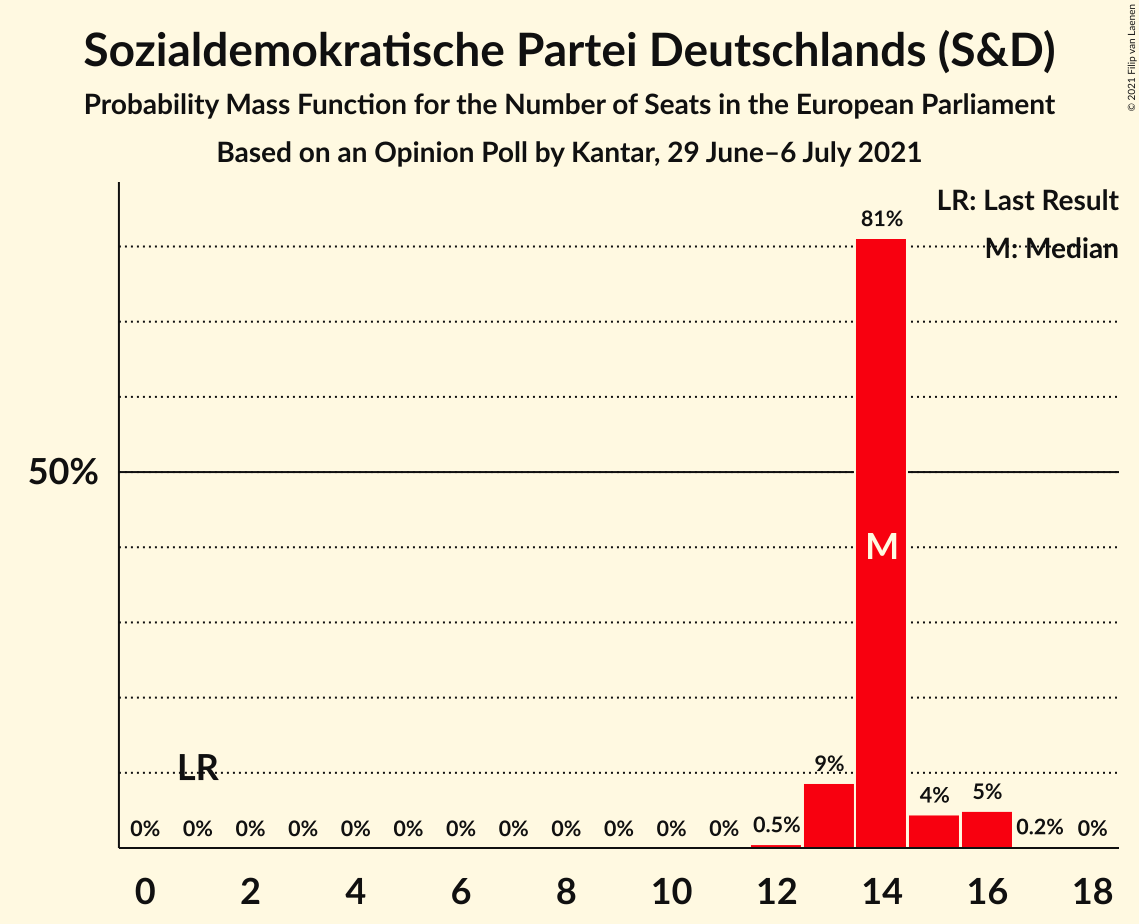 Sozialdemokratische Partei Deutschlands (S&D)
Probability Mass Function for the Number of Seats in the European Parliament
Based on an Opinion Poll by Kantar, 29 June–6 July 2021
© 2021 Filip van Laenen
LR: Last Result
M: Median
81%
50%
M
LR
9%
4%
5%
0% 0% 0% 0% 0% 0% 0% 0% 0% 0% 0% 0% 0.5% 0.2% 0%
0 2 4 6 8 10 12 14 16 18